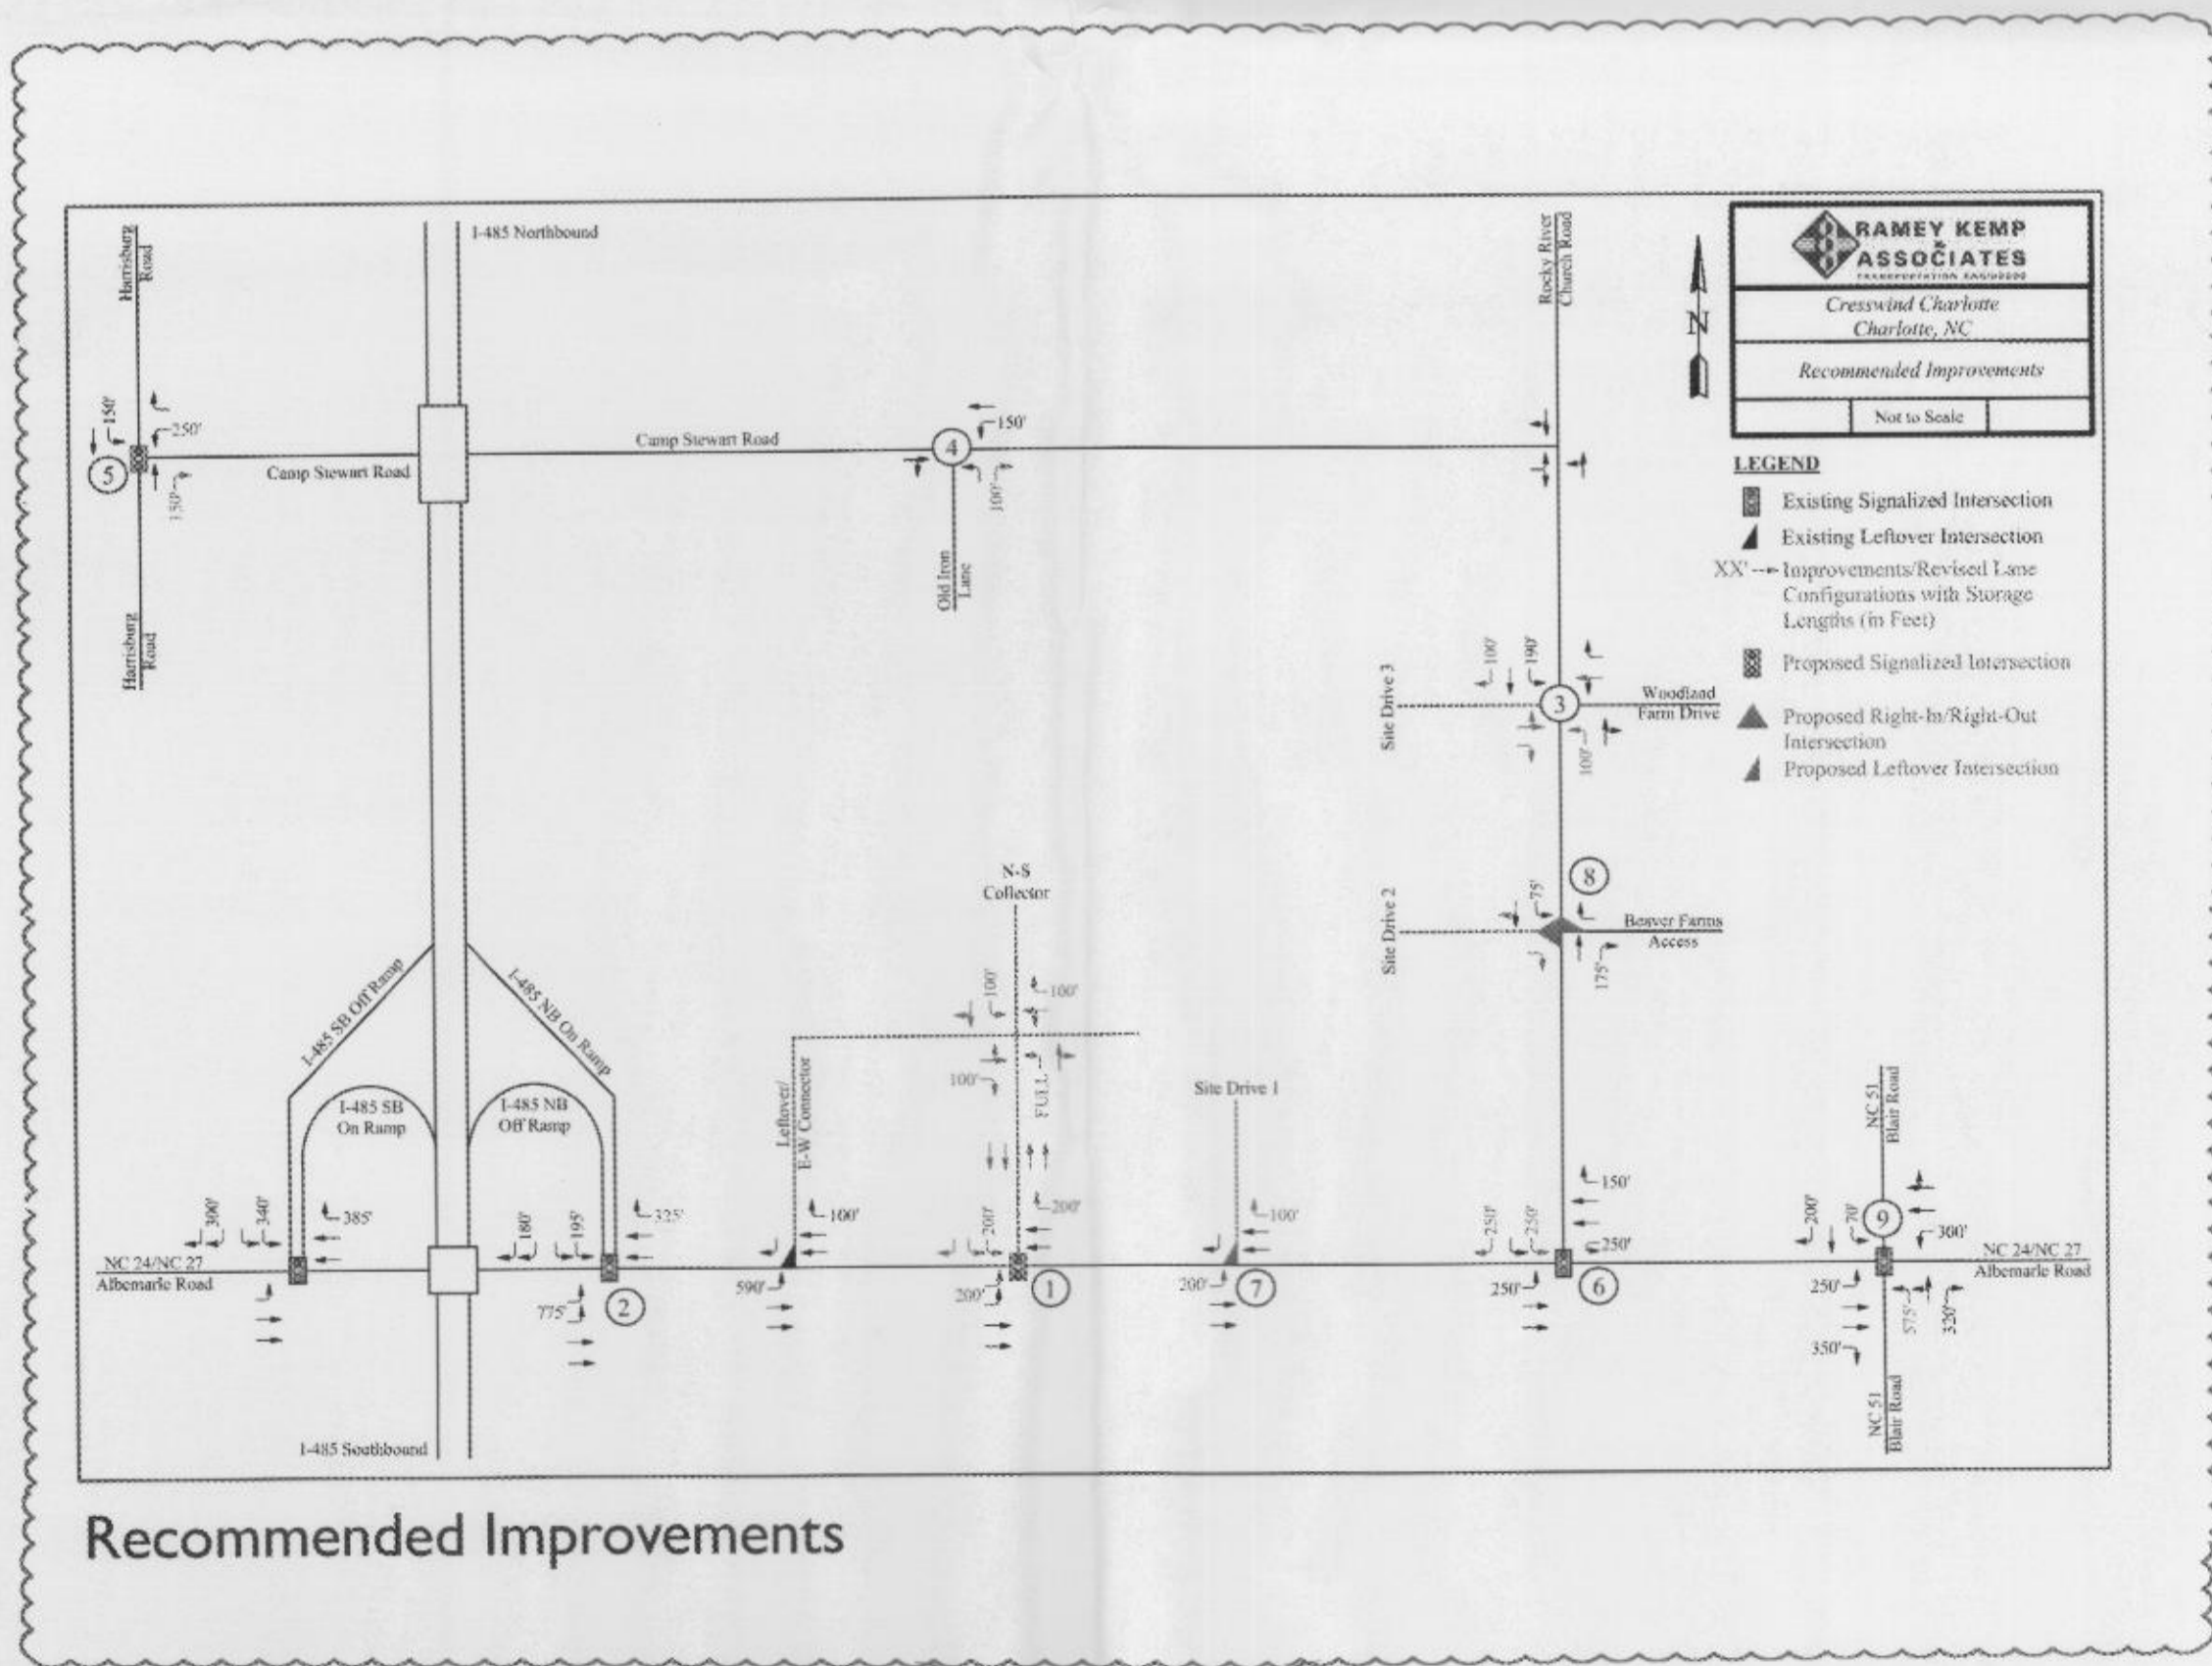 Harrisburg
Road
I-485 Northbound
Rocky River
Church Road
N
RAMEY KEMP
&
ASSOCIATES
Cresswind Charlotte
Charlotte, NC
Recommended Improvements
Not to Scale
LEGEND
Existing Signalized Intersection
Existing Leftover Intersection
XX' Improvements/Revised Lane
Configurations with Storage
Lengths (in Feet)
Proposed Signalized Intersection
Proposed Right-In/Right-Out
Intersection
Proposed Leftover Intersection
150'
250'
5
150'
Camp Stewart Road
Camp Stewart Road
4
150'
100'
Old Iron
Lane
Harrisburg
Road
Site Drive 3
100'
190'
3
Woodland
Farm Drive
100'
Site Drive 2
75'
8
Beaver Farms
Access
175'
N-S
Collector
100'
100'
100'
FULL
I-485 SB Off Ramp
I-485 NB On Ramp
I-485 SB
On Ramp
I-485 NB
Off Ramp
Leftover/
E-W Connector
Site Drive 1
NC 51
Blair Road
300'
340'
385'
180'
195'
325'
100'
200'
200'
100'
250'
250'
150'
250'
200'
70'
9
300'
NC 24/NC 27
Albemarle Road
NC 24/NC 27
Albemarle Road
775'
2
590'
200'
1
200'
7
250'
6
250'
575'
320'
350'
NC 51
Blair Road
I-485 Southbound
Recommended Improvements